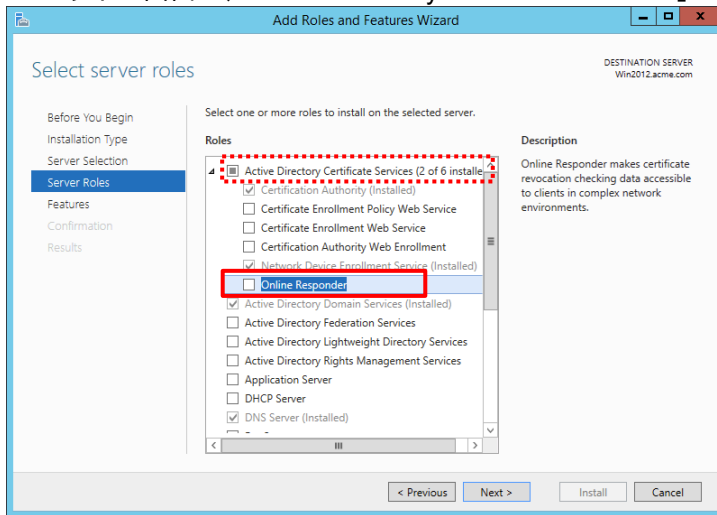 Add Roles and Features Wizard
Select server roles
DESTINATION SERVER
Win2012.acme.com
Before You Begin
Installation Type
Server Selection
Server Roles
Features
Confirmation
Results
Select one or more roles to install on the selected server.
Roles
Active Directory Certificate Services (2 of 6 installe
Certification Authority (Installed)
Certificate Enrollment Policy Web Service
Certificate Enrollment Web Service
Certification Authority Web Enrollment
Network Device Enrollment Service (Installed)
Online Responder
Active Directory Domain Services (Installed)
Active Directory Federation Services
Active Directory Lightweight Directory Services
Active Directory Rights Management Services
Application Server
DHCP Server
DNS Server (Installed)
Description
Online Responder makes certificate
revocation checking data accessible
to clients in complex network
environments.
< Previous
Next >
Install
Cancel